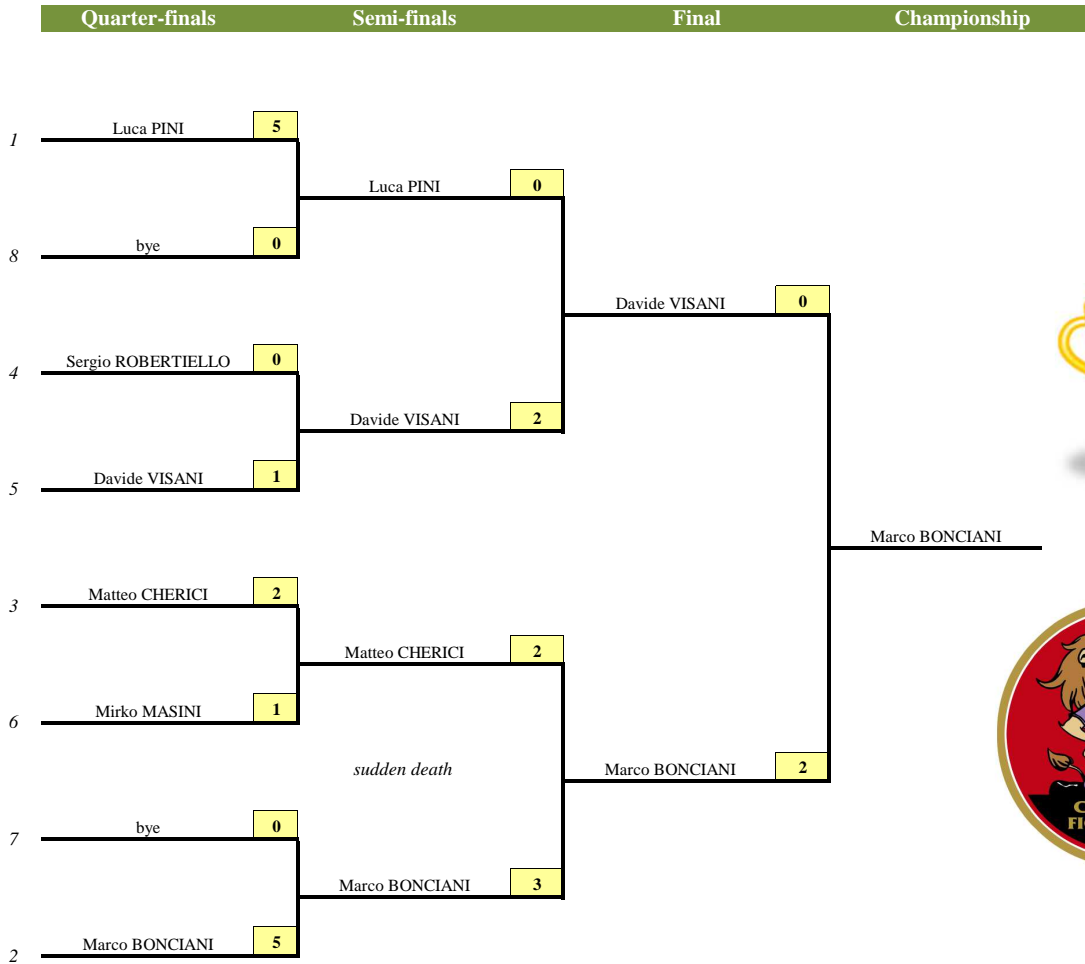 Quarter-finals Semi-finals Final Championship
1 Luca PINI 5
Luca PINI 0
8 bye 0
Davide VISANI 0
4 Sergio ROBERTIELLO 0
Davide VISANI 2
5 Davide VISANI 1
Marco BONCIANI
3 Matteo CHERICI 2
Matteo CHERICI 2
6 Mirko MASINI 1
sudden death
Marco BONCIANI 2
7 bye 0
Marco BONCIANI 3
2 Marco BONCIANI 5